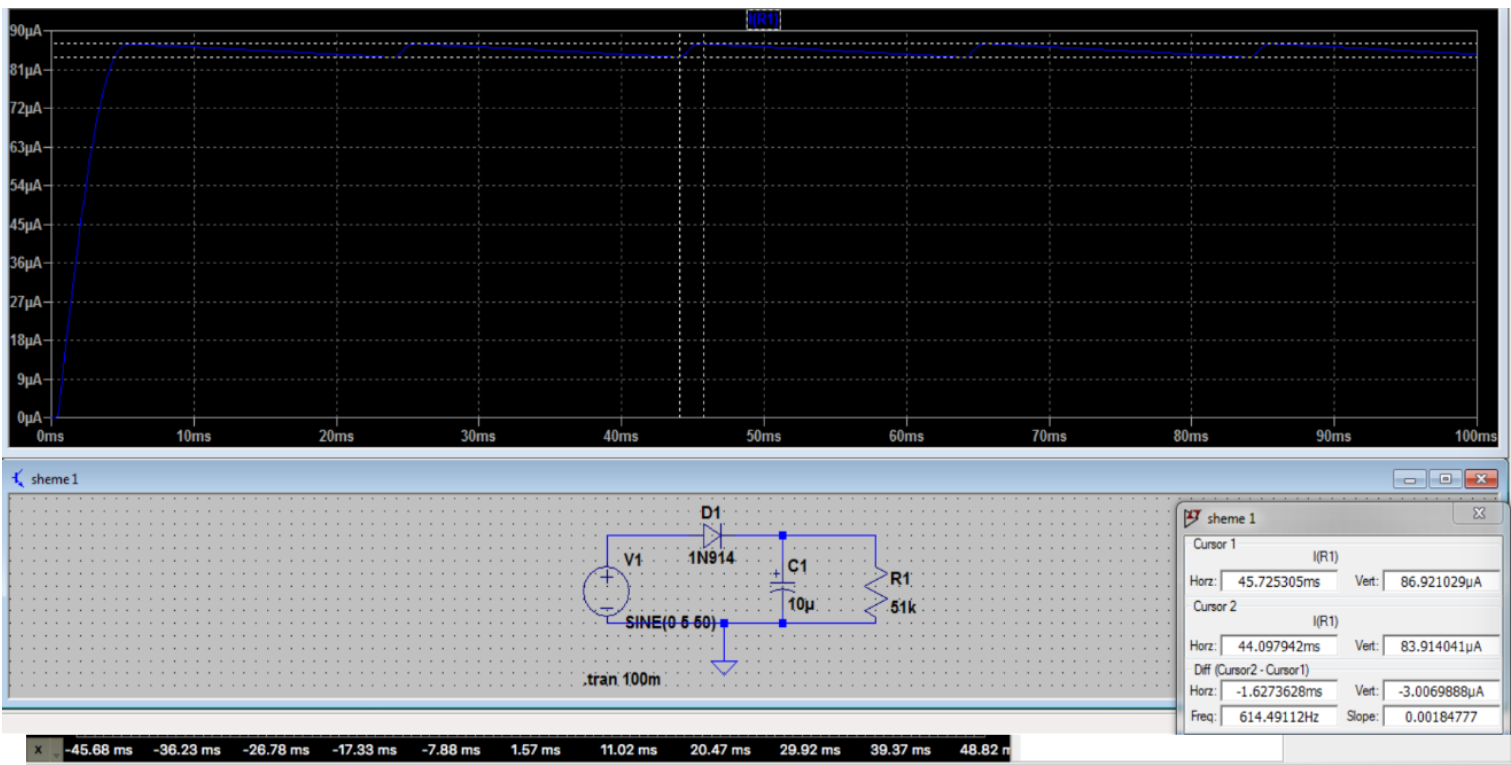 I(R1)
90µA
81µA
72µA
63µA
54µA
45µA
36µA
27µA
18µA
9µA
0µA
0ms 10ms 20ms 30ms 40ms 50ms 60ms 70ms 80ms 90ms 100ms
sheme 1
D1
1N914
V1
SINE(0 5 50)
C1
10µ
R1
51k
.tran 100m
sheme 1
Cursor 1
I(R1)
Horz: 45.725305ms Vert: 86.921029µA
Cursor 2
I(R1)
Horz: 44.097942ms Vert: 83.914041µA
Diff (Cursor2 - Cursor1)
Horz: -1.6273628ms Vert: -3.0069888µA
Freq: 614.49112Hz Slope: 0.00184777
x -45.68 ms -36.23 ms -26.78 ms -17.33 ms -7.88 ms 1.57 ms 11.02 ms 20.47 ms 29.92 ms 39.37 ms 48.82